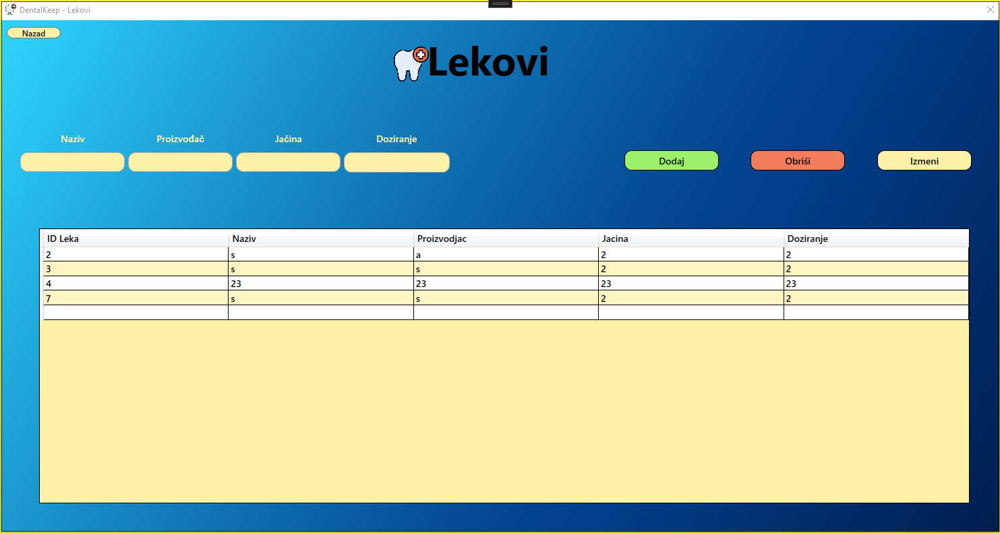 DentalKeep - Lekovi
Nazad
Lekovi
Naziv Proizvođač Jačina Doziranje
Dodaj Obriši Izmeni
ID Leka Naziv Proizvodjac Jacina Doziranje
2 s a 2 2
3 s s 2 2
4 23 23 23 23
7 s s 2 2